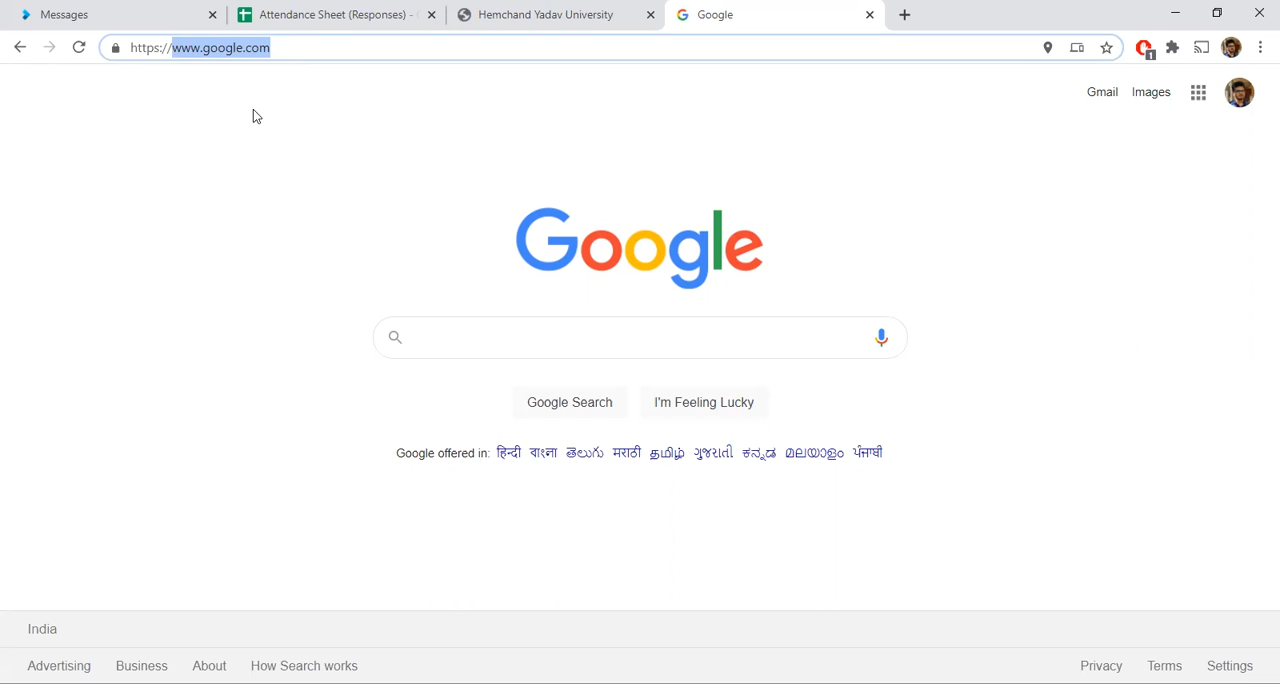 Messages
Attendance Sheet (Responses) -
Hemchand Yadav University
Google
https://www.google.com
1
Gmail Images
Google
Google Search I'm Feeling Lucky
Google offered in: हिन्दी বাংলা తెలుగు मराठी தமிழ் ગુજરાતી ಕನ್ನಡ മലയാളം ਪੰਜਾਬੀ
India
Advertising Business About How Search works Privacy Terms Settings